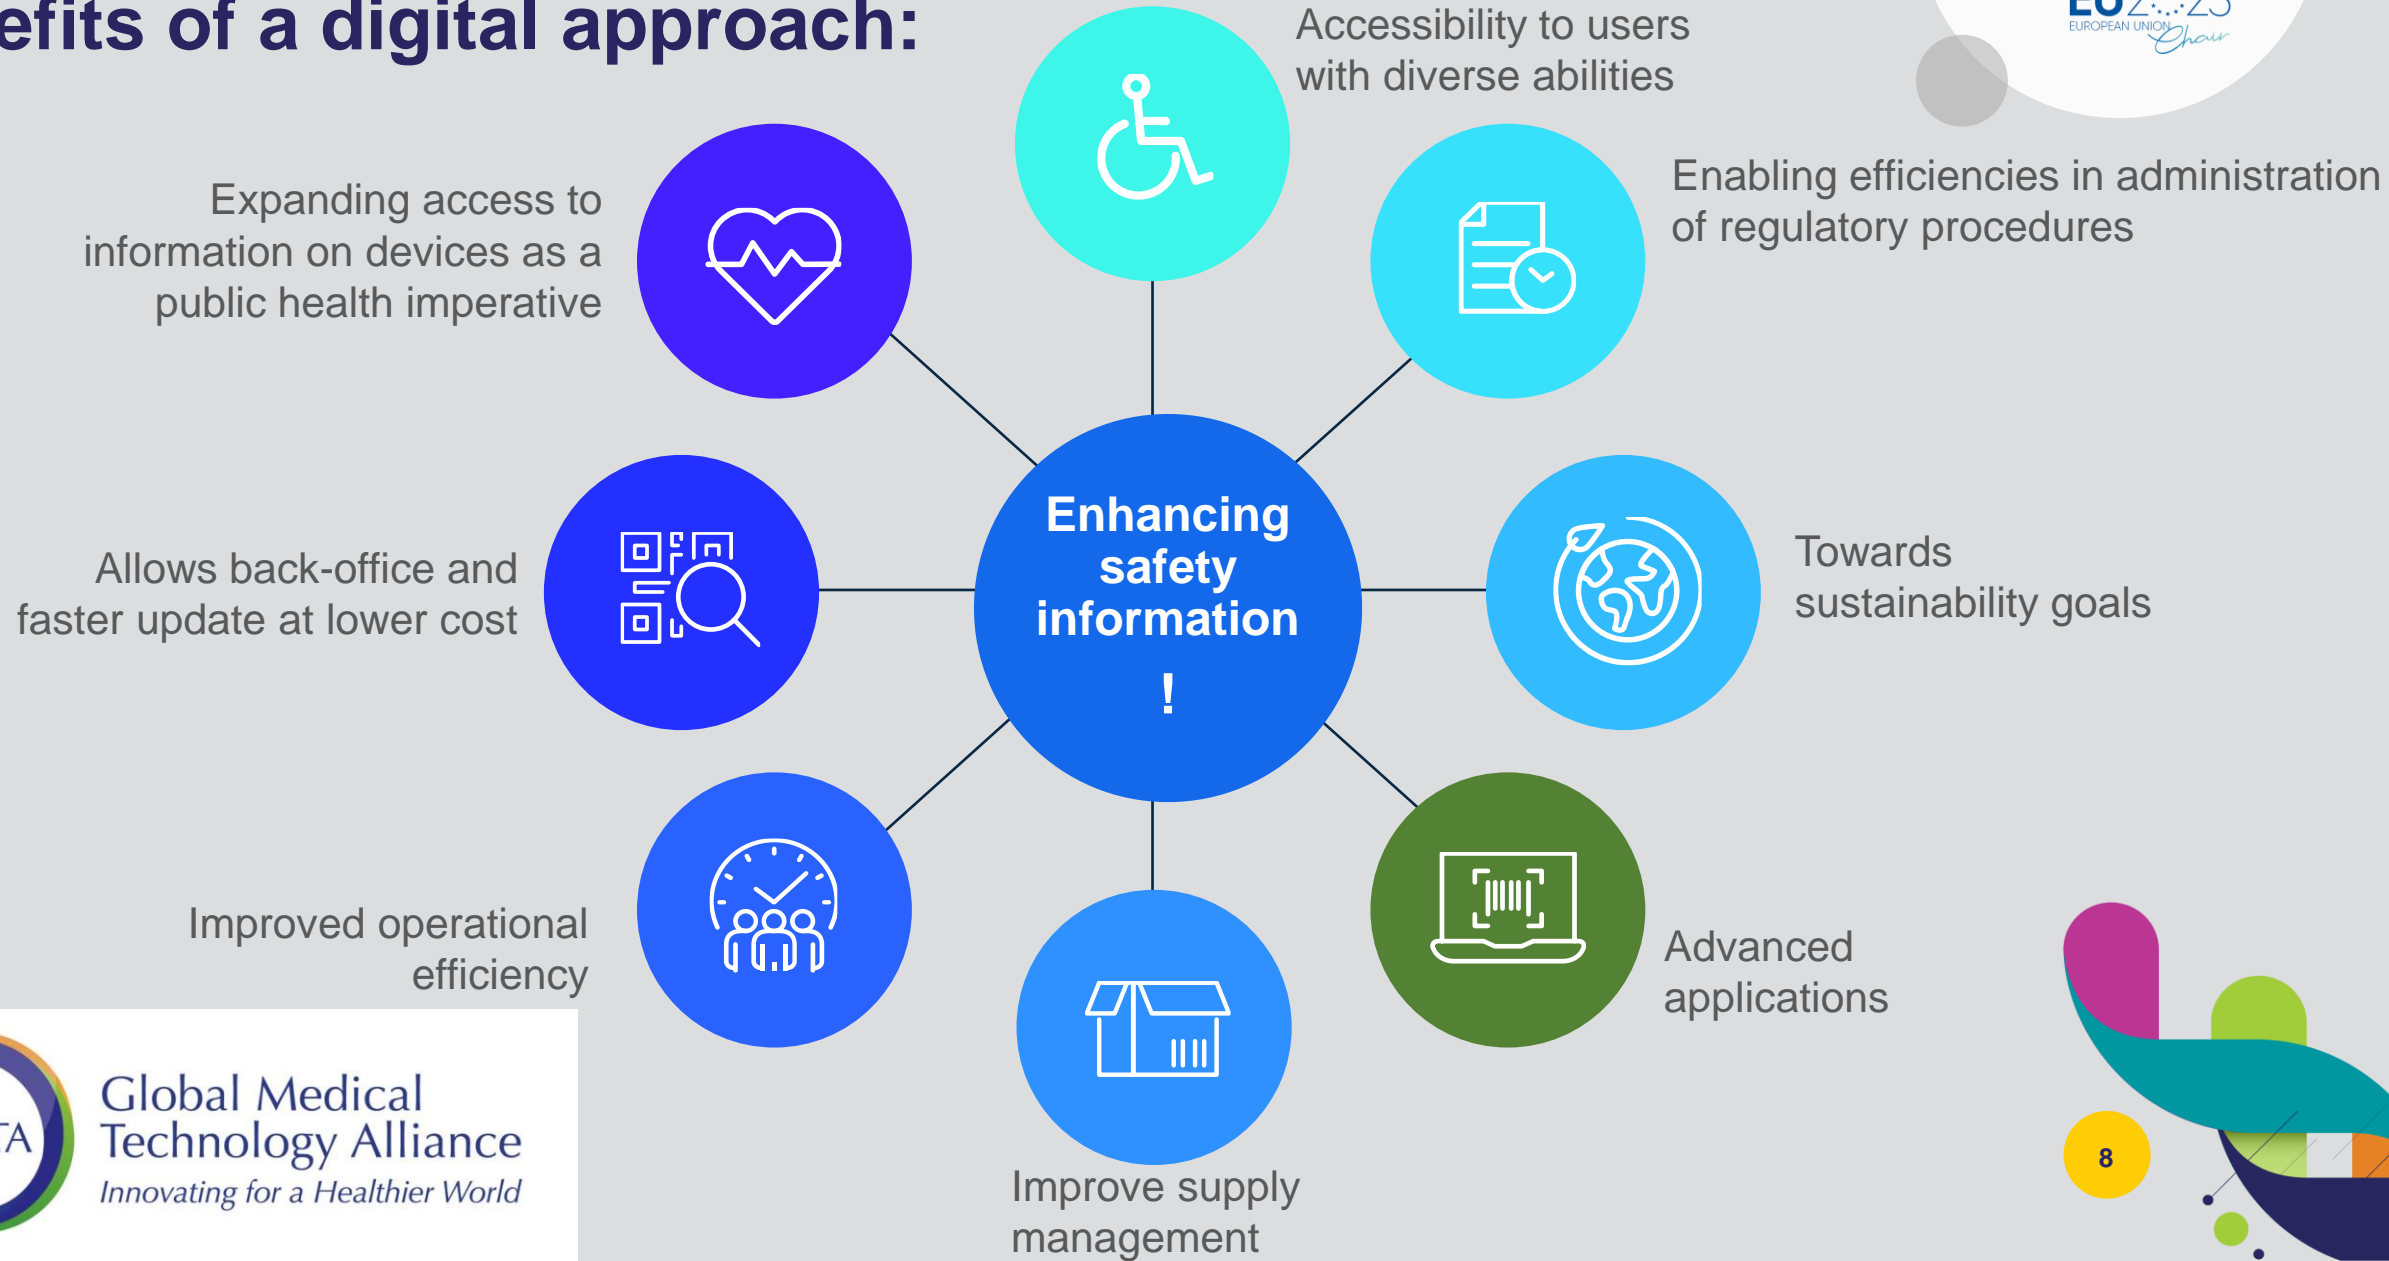 efits of a digital approach:
EUROPEAN UNION
Chair
Accessibility to users
with diverse abilities
Enabling efficiencies in administration
of regulatory procedures
Expanding access to
information on devices as a
public health imperative
Enhancing
safety
information
!
Towards
sustainability goals
Allows back-office and
faster update at lower cost
Improved operational
efficiency
Advanced
applications
Improve supply
management
TA
Global Medical
Technology Alliance
Innovating for a Healthier World
8